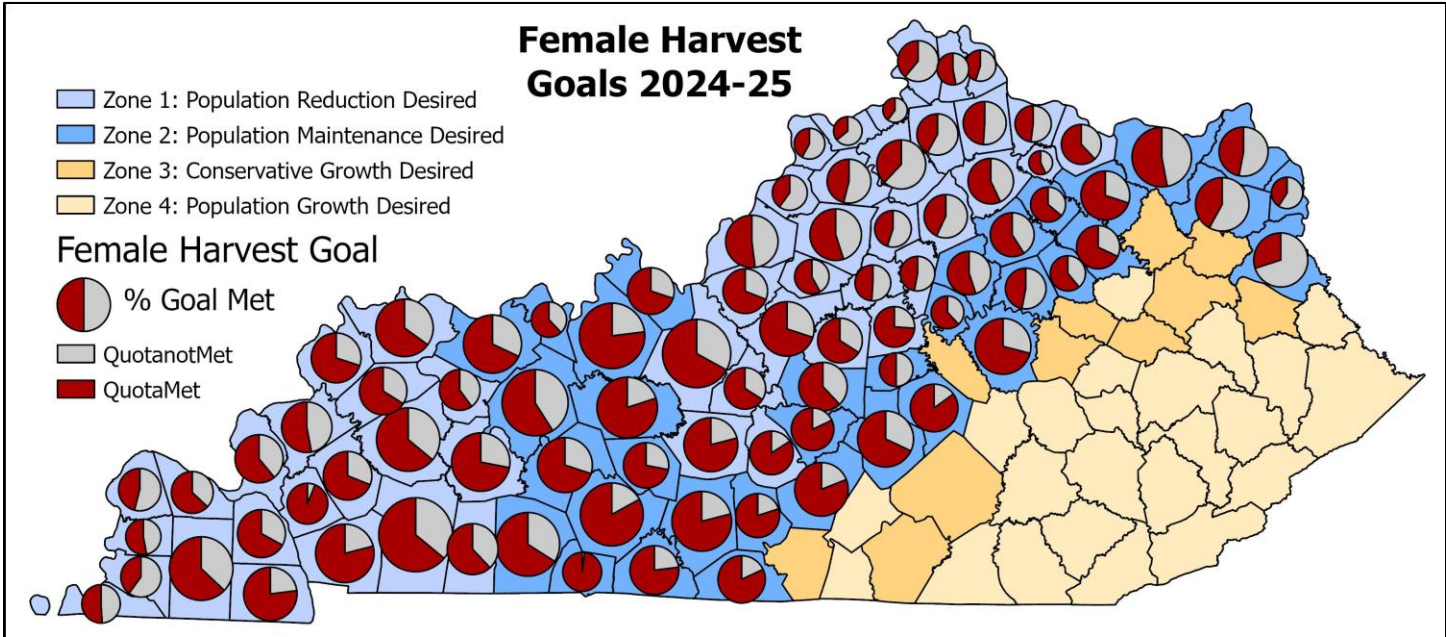 Female Harvest
Goals 2024-25
Zone 1: Population Reduction Desired
Zone 2: Population Maintenance Desired
Zone 3: Conservative Growth Desired
Zone 4: Population Growth Desired
Female Harvest Goal
% Goal Met
QuotanotMet
QuotaMet